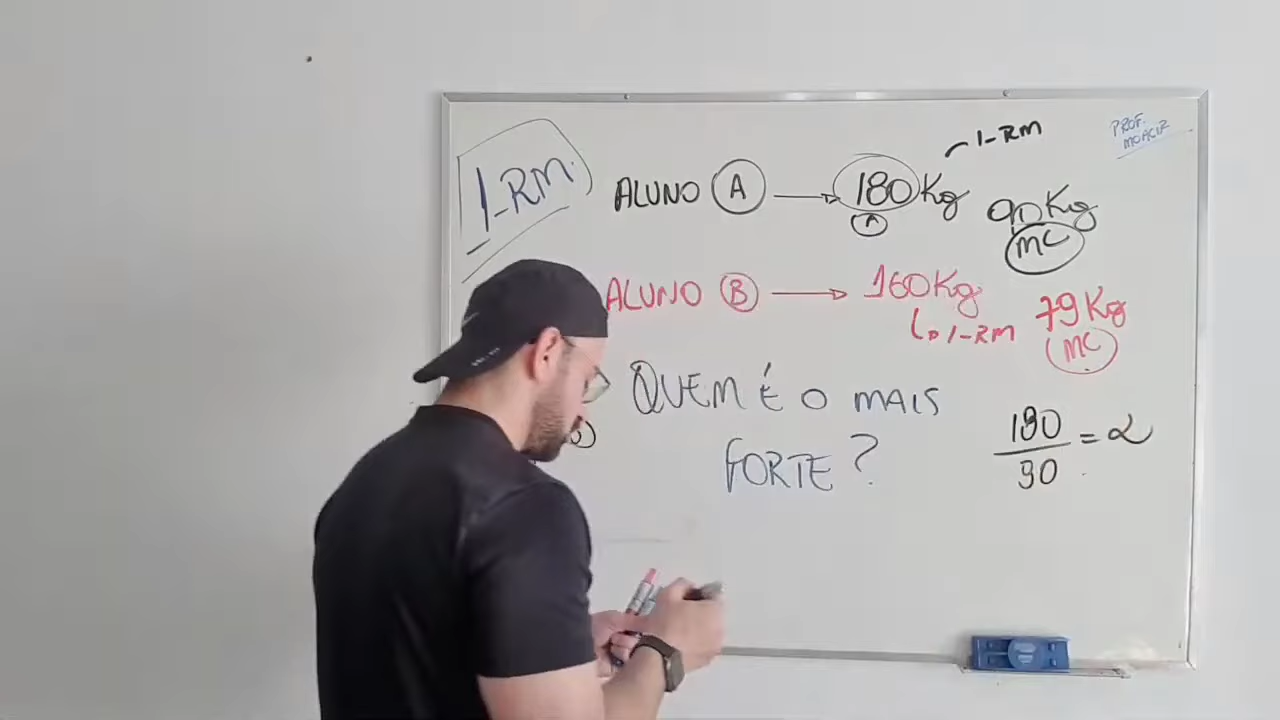 1-RM.
PROF. MOACIR
ALUNO A → 180Kg 1-RM
90Kg
MC
ALUNO B → 160Kg
1-RM
79Kg
MC
QUEM É O MAIS
FORTE?
180
90
= 2